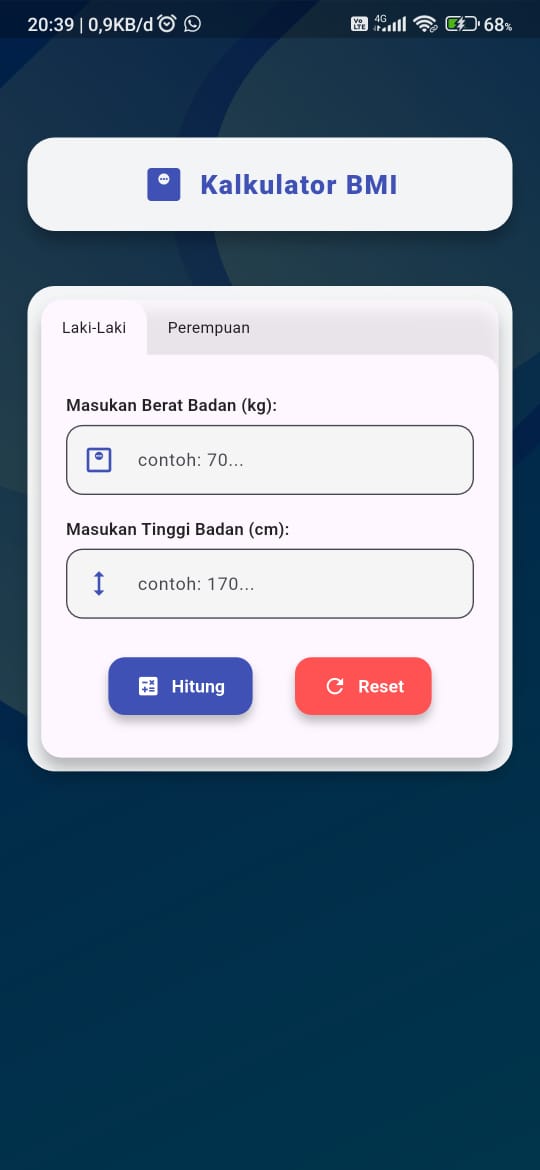 20:39 | 0,9KB/d
Vo LTE 4G 68%
Kalkulator BMI
Laki-Laki Perempuan
Masukan Berat Badan (kg):
contoh: 70...
Masukan Tinggi Badan (cm):
contoh: 170...
Hitung Reset